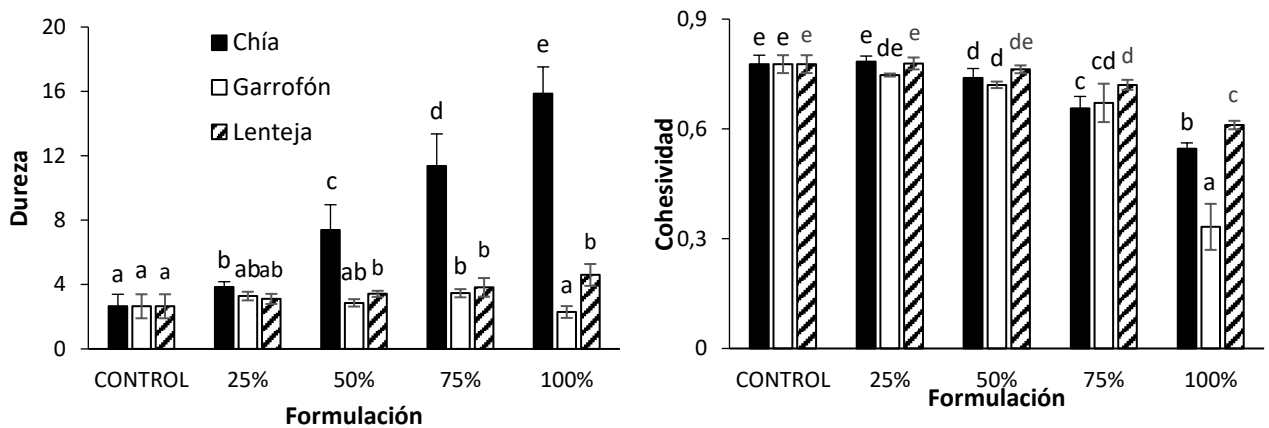 Dureza
20
16
12
8
4
0
Chía
Garrofón
Lenteja
a a a
b ab ab
c ab b
d b b
e a b
CONTROL 25% 50% 75% 100%
Formulación
Cohesividad
0,9
0,6
0,3
0
e e e
e de e
d d de
c cd d
b a c
CONTROL 25% 50% 75% 100%
Formulación